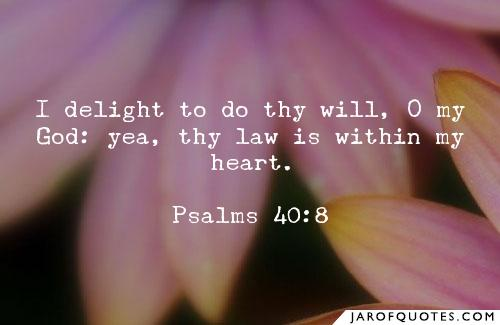 I delight to do thy will, O my
God: yea, thy law is within my
heart.
Psalms 40:8
JAROFQUOTES.COM